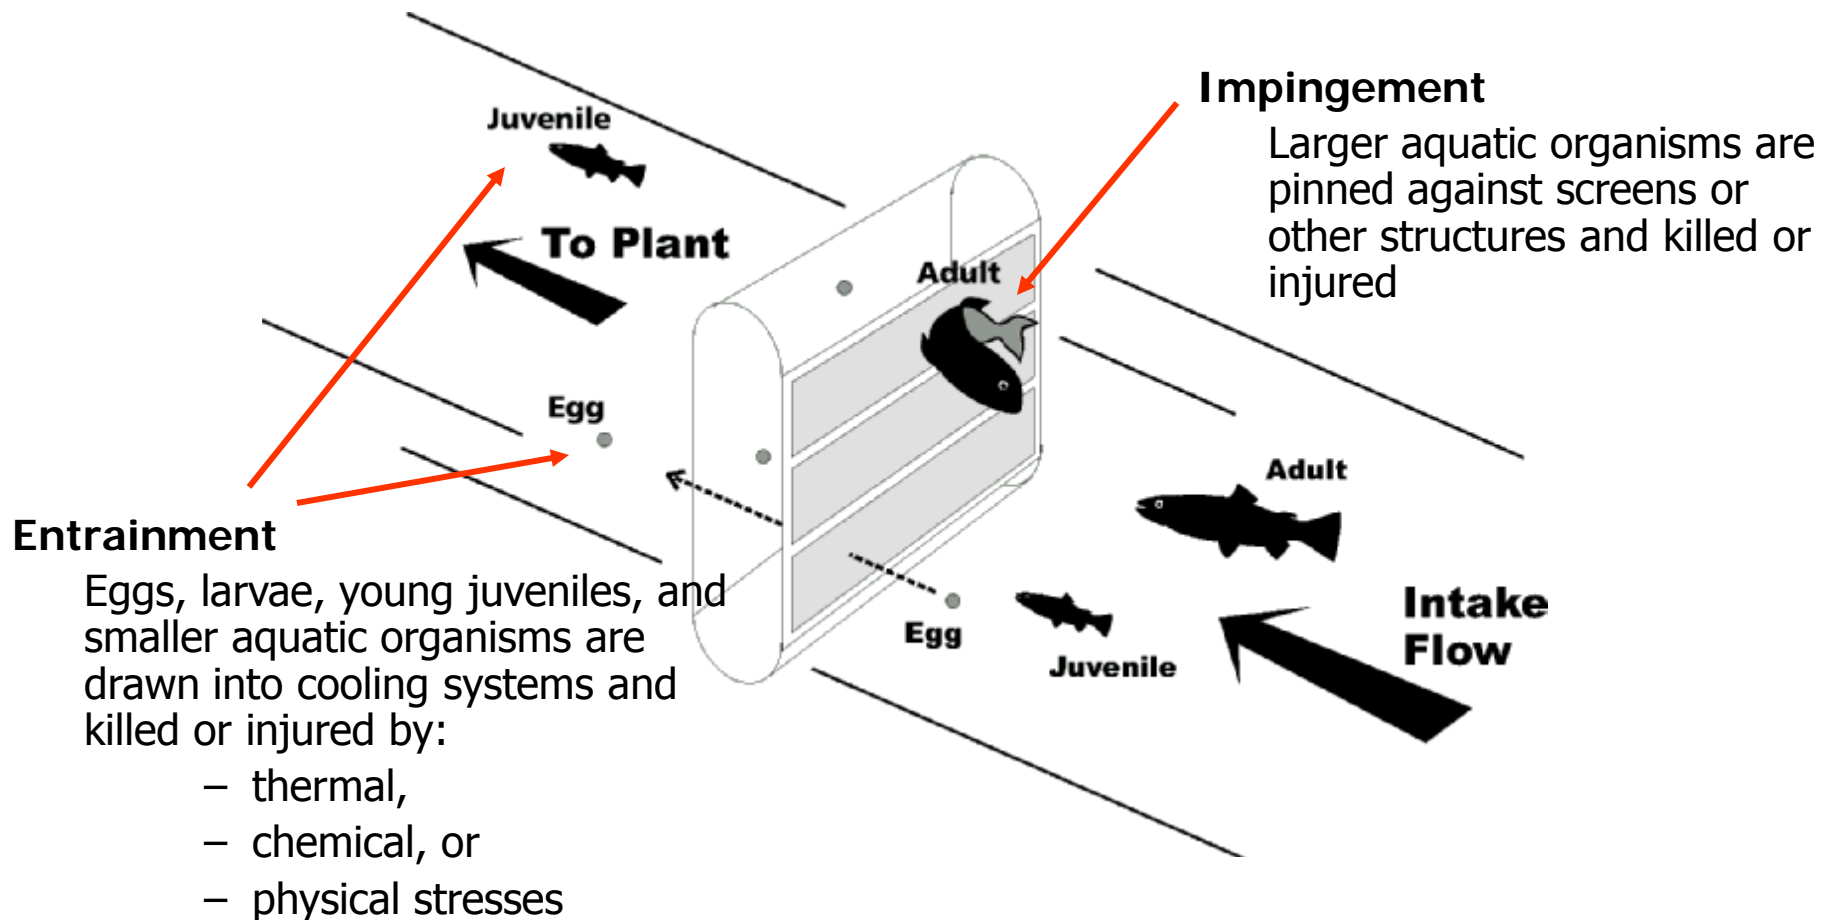 Impingement
Larger aquatic organisms are
pinned against screens or
other structures and killed or
injured
Juvenile
To Plant
Adult
Egg
Adult
Egg
Juvenile
Intake
Flow
Entrainment
Eggs, larvae, young juveniles, and
smaller aquatic organisms are
drawn into cooling systems and
killed or injured by:
– thermal,
– chemical, or
– physical stresses